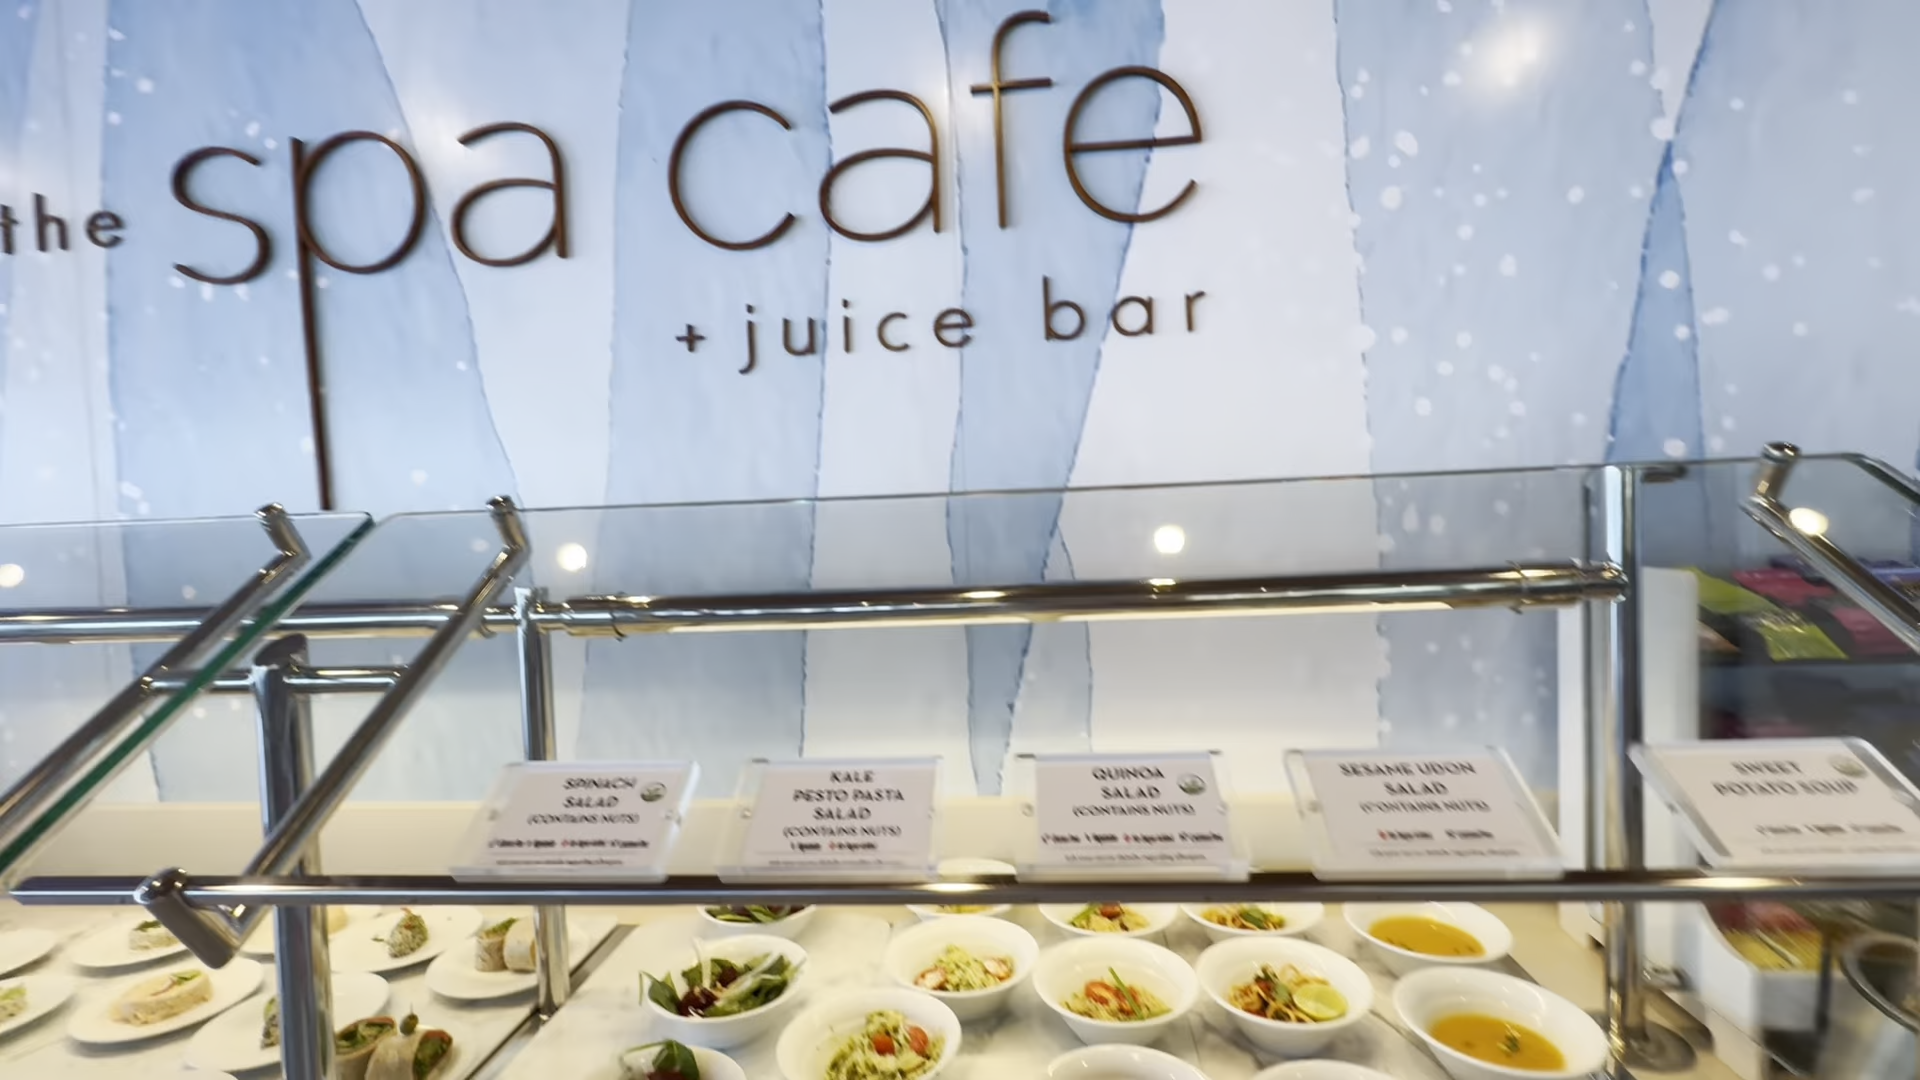 the spa cafe
+ juice bar
SPINACH
SALAD
(CONTAINS NUTS)
KALE
PESTO PASTA
SALAD
(CONTAINS NUTS)
QUINOA
SALAD
(CONTAINS NUTS)
SESAME UDON
SALAD
(CONTAINS NUTS)
SWEET
POTATO SOUP